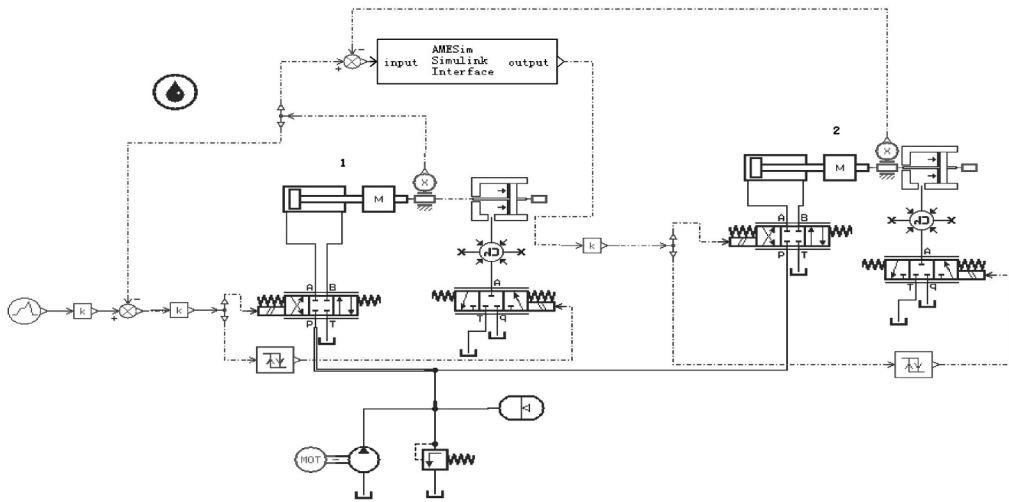 AMESim
input Simulink output
Interface
+
−
1
2
X
X
M
M
A B
P T
A B
P T
A
T q
A
T q
k
+
−
k
k
MOT